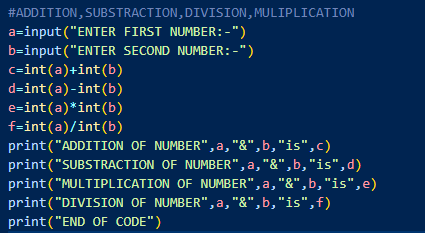 #ADDITION,SUBSTRACTION,DIVISION,MULIPLICATION
a=input("ENTER FIRST NUMBER:-")
b=input("ENTER SECOND NUMBER:-")
c=int(a)+int(b)
d=int(a)-int(b)
e=int(a)*int(b)
f=int(a)/int(b)
print("ADDITION OF NUMBER",a,"&",b,"is",c)
print("SUBSTRACTION OF NUMBER",a,"&",b,"is",d)
print("MULTIPLICATION OF NUMBER",a,"&",b,"is",e)
print("DIVISION OF NUMBER",a,"&",b,"is",f)
print("END OF CODE")